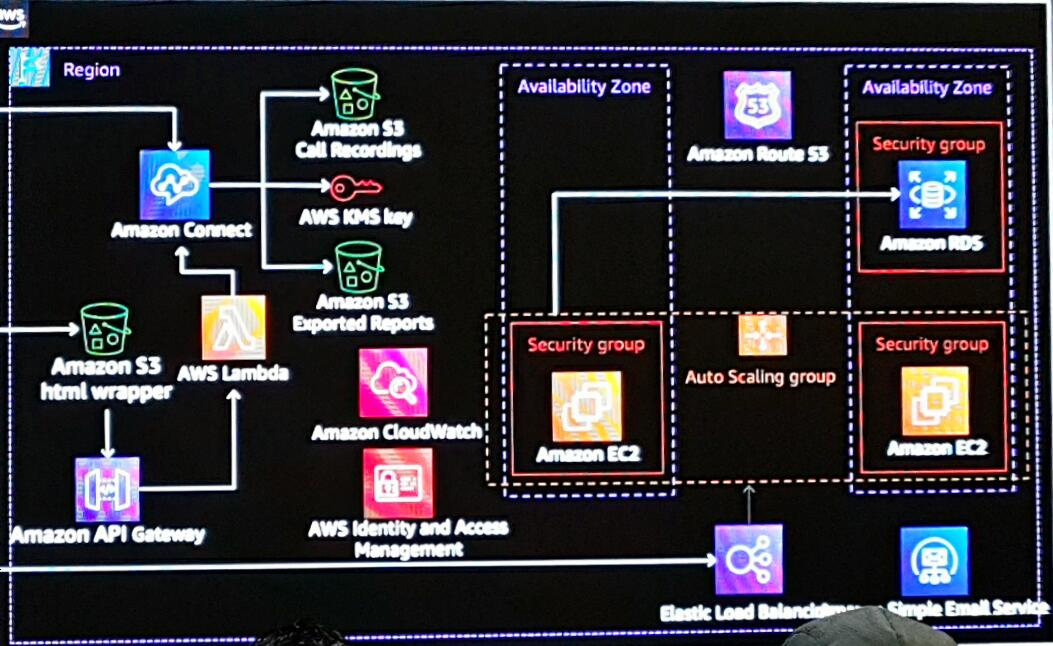 aws
Region
Amazon S3
Call Recordings
AWS KMS key
Amazon Connect
Amazon S3
Exported Reports
Amazon S3
html wrapper
AWS Lambda
Amazon CloudWatch
Amazon API Gateway
AWS Identity and Access
Management
Availability Zone
53
Amazon Route 53
Availability Zone
Security group
Amazon RDS
Security group
Amazon EC2
Auto Scaling group
Security group
Amazon EC2
Elastic Load Balancing
Simple Email Service